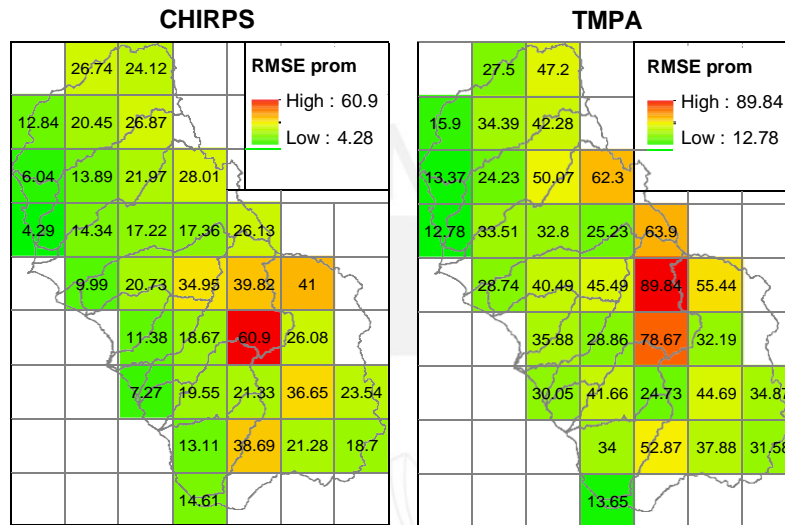 CHIRPS
RMSE prom
High : 60.9
Low : 4.28
26.74 24.12
12.84 20.45 26.87
6.04 13.89 21.97 28.01
4.29 14.34 17.22 17.36 26.13
9.99 20.73 34.95 39.82 41
11.38 18.67 60.9 26.08
7.27 19.55 21.33 36.65 23.54
13.11 38.69 21.28 18.7
14.61
TMPA
RMSE prom
High : 89.84
Low : 12.78
27.5 47.2
15.9 34.39 42.28
13.37 24.23 50.07 62.3
12.78 33.51 32.8 25.23 63.9
28.74 40.49 45.49 89.84 55.44
35.88 28.86 78.67 32.19
30.05 41.66 24.73 44.69 34.87
34 52.87 37.88 31.58
13.65